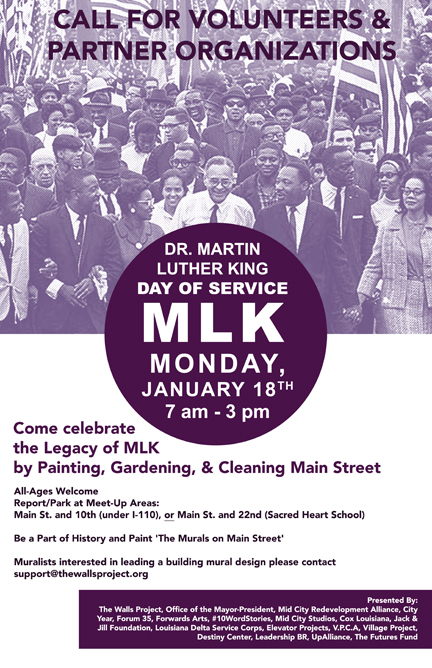 CALL FOR VOLUNTEERS &
PARTNER ORGANIZATIONS
DR. MARTIN
LUTHER KING
DAY OF SERVICE
MLK
MONDAY,
JANUARY 18TH
7 am - 3 pm
Come celebrate
the Legacy of MLK
by Painting, Gardening, & Cleaning Main Street
All-Ages Welcome
Report/Park at Meet-Up Areas:
Main St. and 10th (under I-110), or Main St. and 22nd (Sacred Heart School)
Be a Part of History and Paint 'The Murals on Main Street'
Muralists interested in leading a building mural design please contact
support@thewallsproject.org
Presented By:
The Walls Project, Office of the Mayor-President, Mid City Redevelopment Alliance, City
Year, Forum 35, Forwards Arts, #10WordStories, Mid City Studios, Cox Louisiana, Jack &
Jill Foundation, Louisiana Delta Service Corps, Elevator Projects, V.P.C.A, Village Project,
Destiny Center, Leadership BR, UpAlliance, The Futures Fund